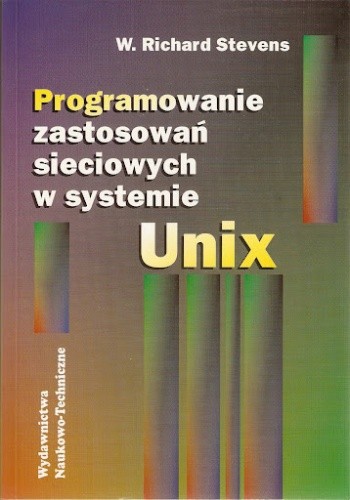 W. Richard Stevens
Programowanie
zastosowań
sieciowych
w systemie
Unix
Wydawnictwa
Naukowo-Techniczne